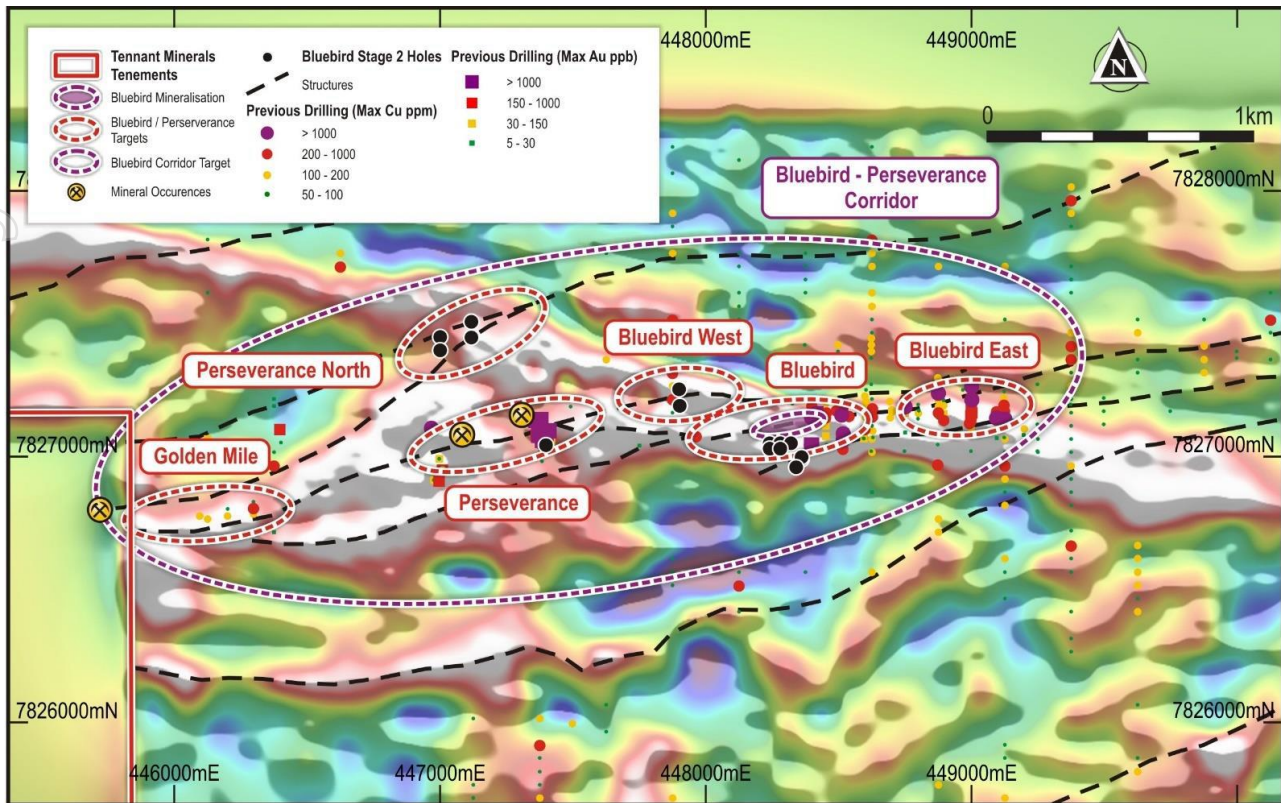 448000mE
449000mE
Tennant Minerals
Tenements
Bluebird Mineralisation
Bluebird / Perserverance
Targets
Bluebird Corridor Target
Mineral Occurences
Bluebird Stage 2 Holes
Structures
Previous Drilling (Max Cu ppm)
> 1000
200 - 1000
100 - 200
50 - 100
Previous Drilling (Max Au ppb)
> 1000
150 - 1000
30 - 150
5 - 30
N
0
1km
7828000mN
Bluebird - Perseverance
Corridor
Bluebird West
Bluebird
Bluebird East
Perseverance North
7827000mN
7827000mN
Golden Mile
Perseverance
7826000mN
7826000mN
446000mE
447000mE
448000mE
449000mE